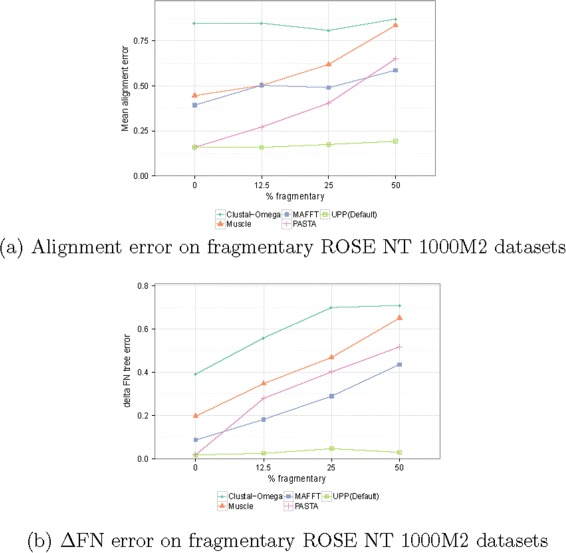 Mean alignment error
0.75
0.50
0.25
0.00
0 12.5 25 50
% fragmentary
Clustal-Omega MAFFT UPP(Default)
Muscle PASTA
(a) Alignment error on fragmentary ROSE NT 1000M2 datasets
delta FN tree error
0.8
0.6
0.4
0.2
0.0
0 12.5 25 50
% fragmentary
Clustal-Omega MAFFT UPP(Default)
Muscle PASTA
(b) ΔFN error on fragmentary ROSE NT 1000M2 datasets